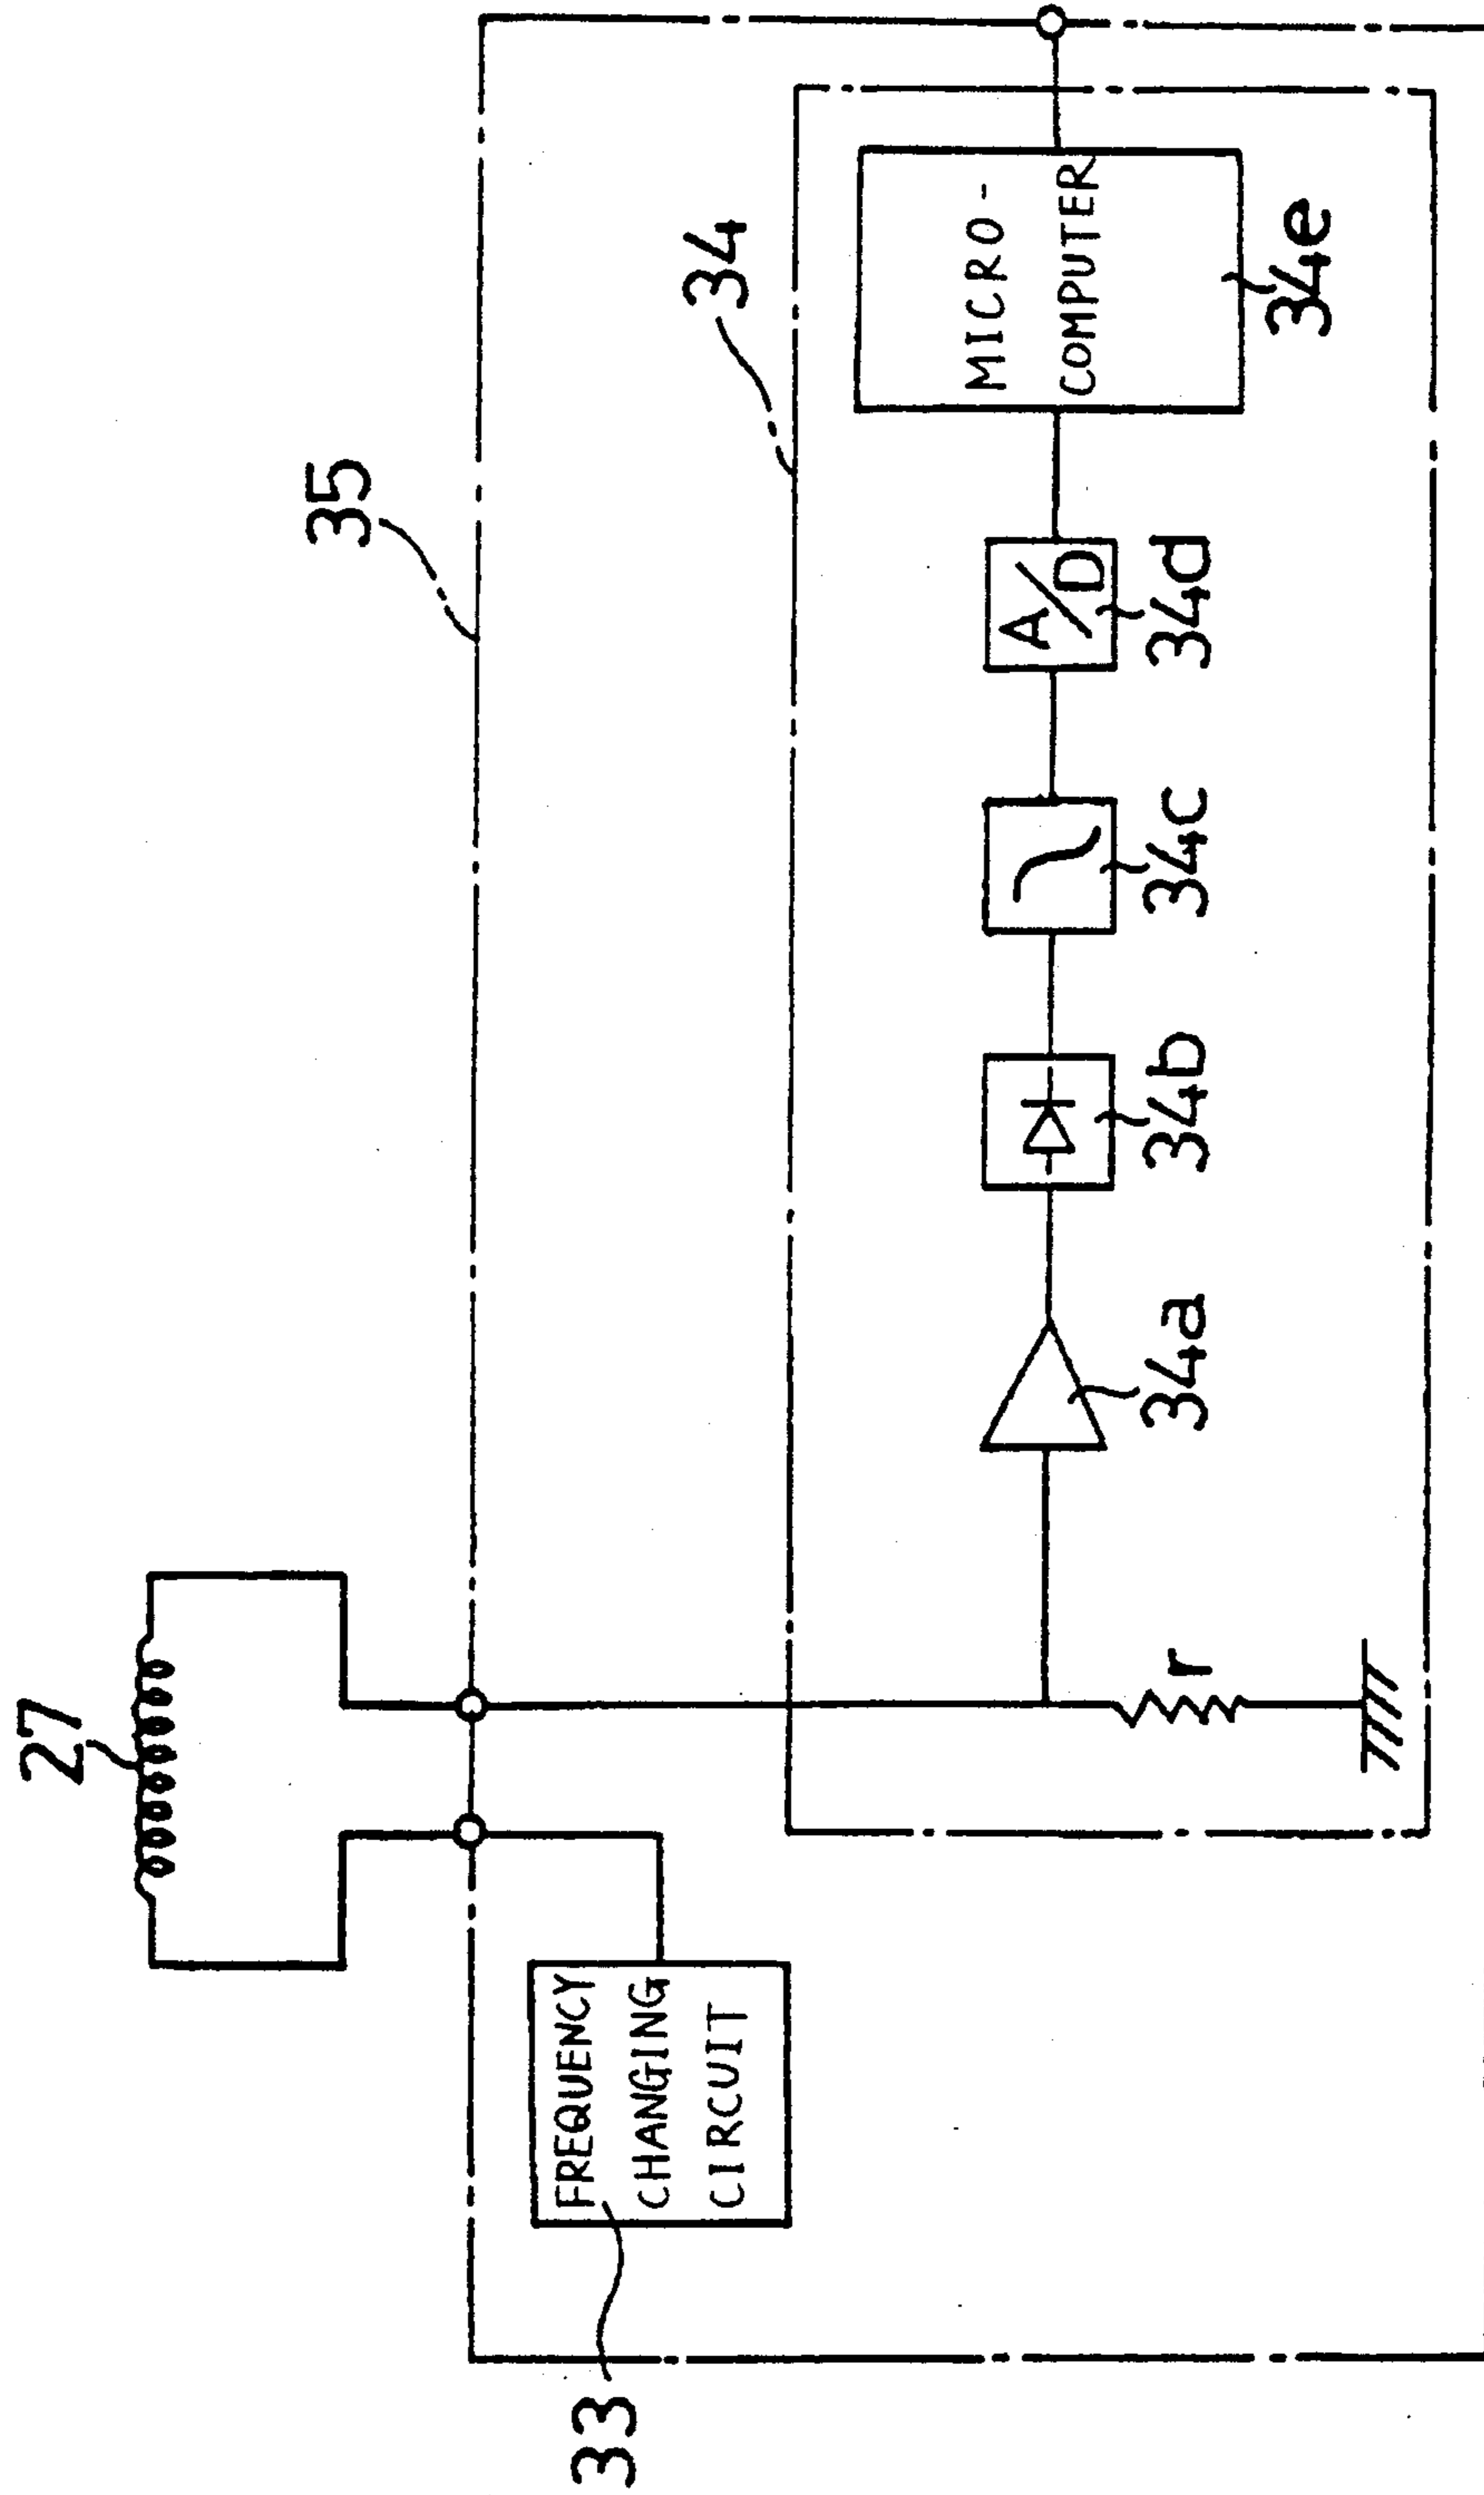 27
35
34
33
FREQUENCY
CHANGING
CIRCUIT
r
34a
34b
34c
A/D
34d
MICRO-
COMPUTER
34e